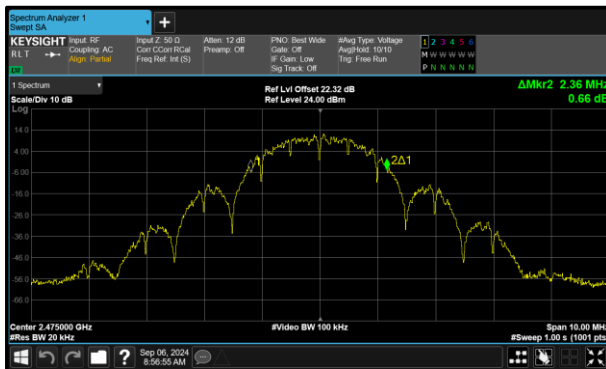 Spectrum Analyzer 1
Swept SA
KEYSIGHT
RLT
Input: RF
Coupling: AC
Align: Partial
Input Z: 50 Ω
Corr CCorr RCal
Freq Ref: Int (S)
Atten: 12 dB
Preamp: Off
PNO: Best Wide
Gate: Off
IF Gain: Low
Sig Track: Off
#Avg Type: Voltage
Avg|Hold: 10/10
Trig: Free Run
1 2 3 4 5 6
M W W W W W
P N N N N N
1 Spectrum
Scale/Div 10 dB
Ref Lvl Offset 22.32 dB
Ref Level 24.00 dBm
ΔMkr2 2.36 MHz
0.66 dB
Log
14.0
4.00
-6.00
-16.0
-26.0
-36.0
-46.0
-56.0
-66.0
2Δ1
Center 2.475000 GHz
#Res BW 20 kHz
#Video BW 100 kHz
Span 10.00 MHz
#Sweep 1.00 s (1001 pts)
?
Sep 06, 2024
8:56:55 AM